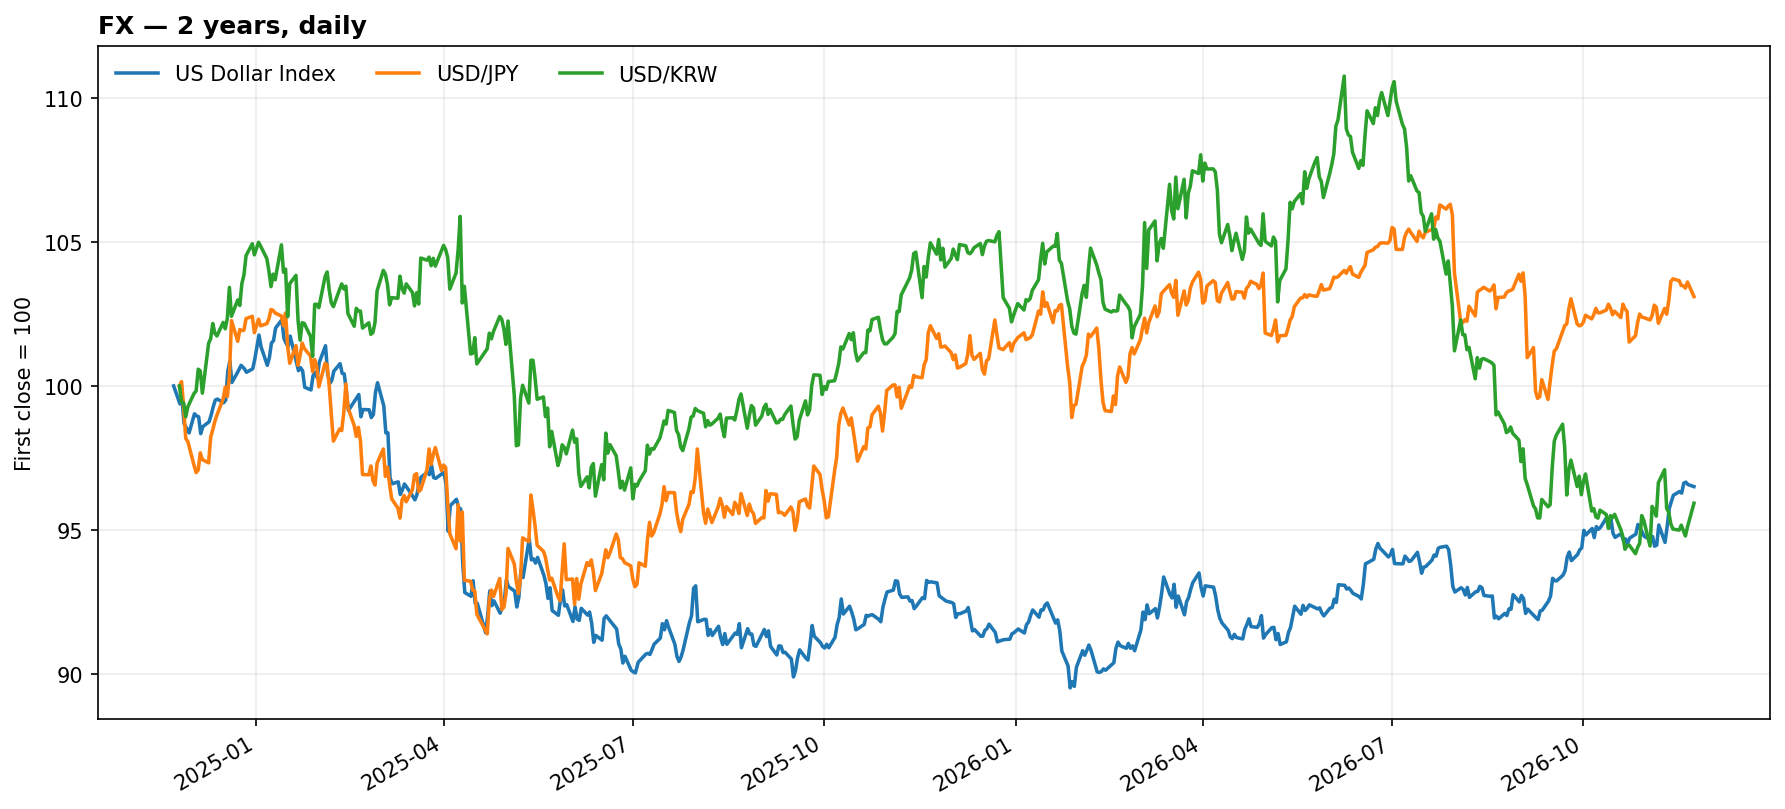 FX — 2 years, daily
US Dollar Index
USD/JPY
USD/KRW
First close = 100
110
105
100
95
90
2025-01
2025-04
2025-07
2025-10
2026-01
2026-04
2026-07
2026-10